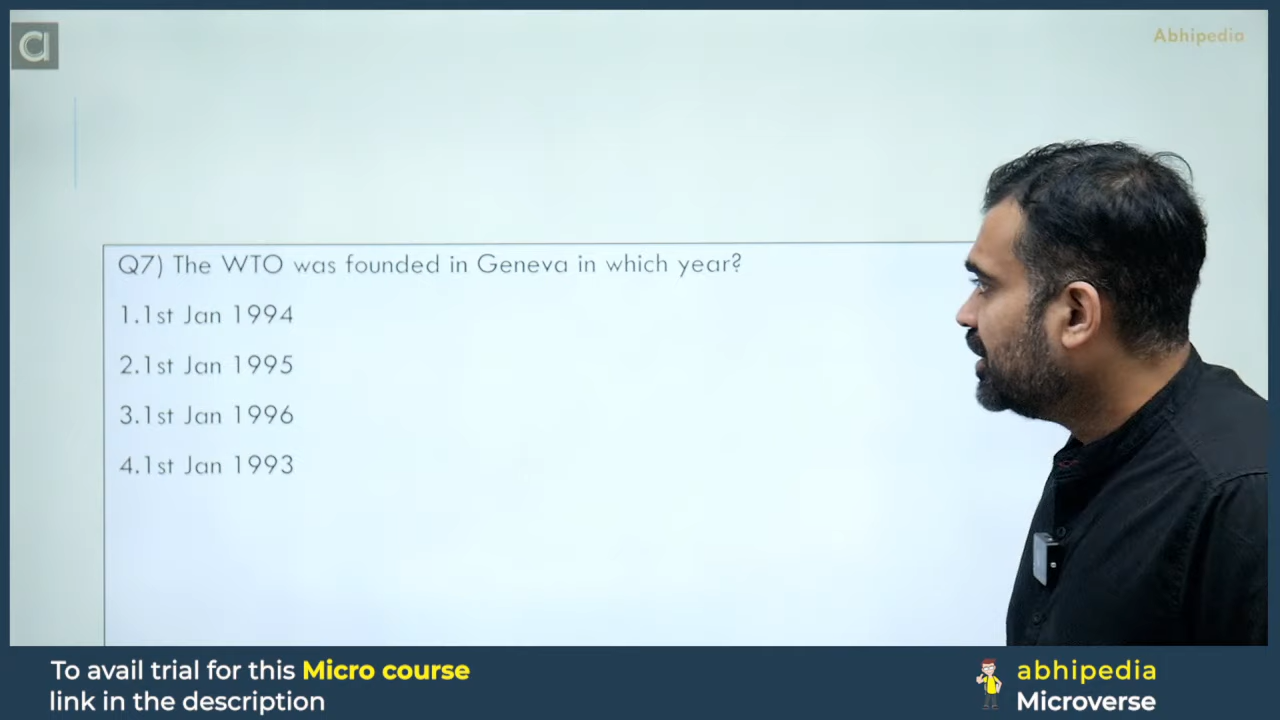 a
Abhipedia
Q7) The WTO was founded in Geneva in which year?
1.1st Jan 1994
2.1st Jan 1995
3.1st Jan 1996
4.1st Jan 1993
To avail trial for this Micro course
link in the description
abhipedia
Microverse